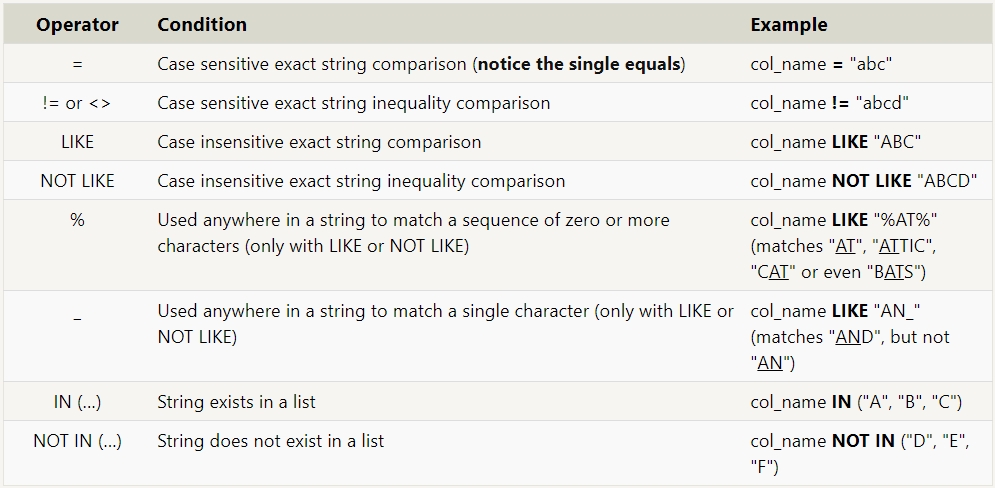 Operator Condition Example
= Case sensitive exact string comparison (notice the single equals) col_name = "abc"
!= or <> Case sensitive exact string inequality comparison col_name != "abcd"
LIKE Case insensitive exact string comparison col_name LIKE "ABC"
NOT LIKE Case insensitive exact string inequality comparison col_name NOT LIKE "ABCD"
% Used anywhere in a string to match a sequence of zero or more col_name LIKE "%AT%"
characters (only with LIKE or NOT LIKE) (matches "AT", "ATTIC",
"CAT" or even "BATS")
_ Used anywhere in a string to match a single character (only with LIKE or col_name LIKE "AN_"
NOT LIKE) (matches "AND", but not
"AN")
IN (…) String exists in a list col_name IN ("A", "B", "C")
NOT IN (…) String does not exist in a list col_name NOT IN ("D", "E",
"F")